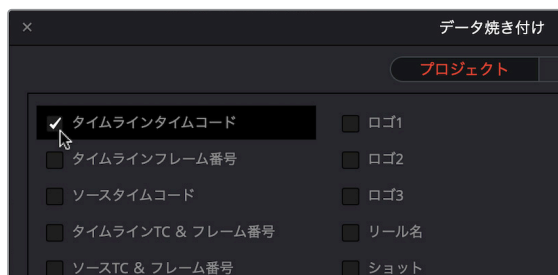 データ焼き付け
プロジェクト
タイムラインタイムコード
ロゴ1
タイムラインフレーム番号
ロゴ2
ソースタイムコード
ロゴ3
タイムラインTC & フレーム番号
リール名
ソースTC & フレーム番号
ショット